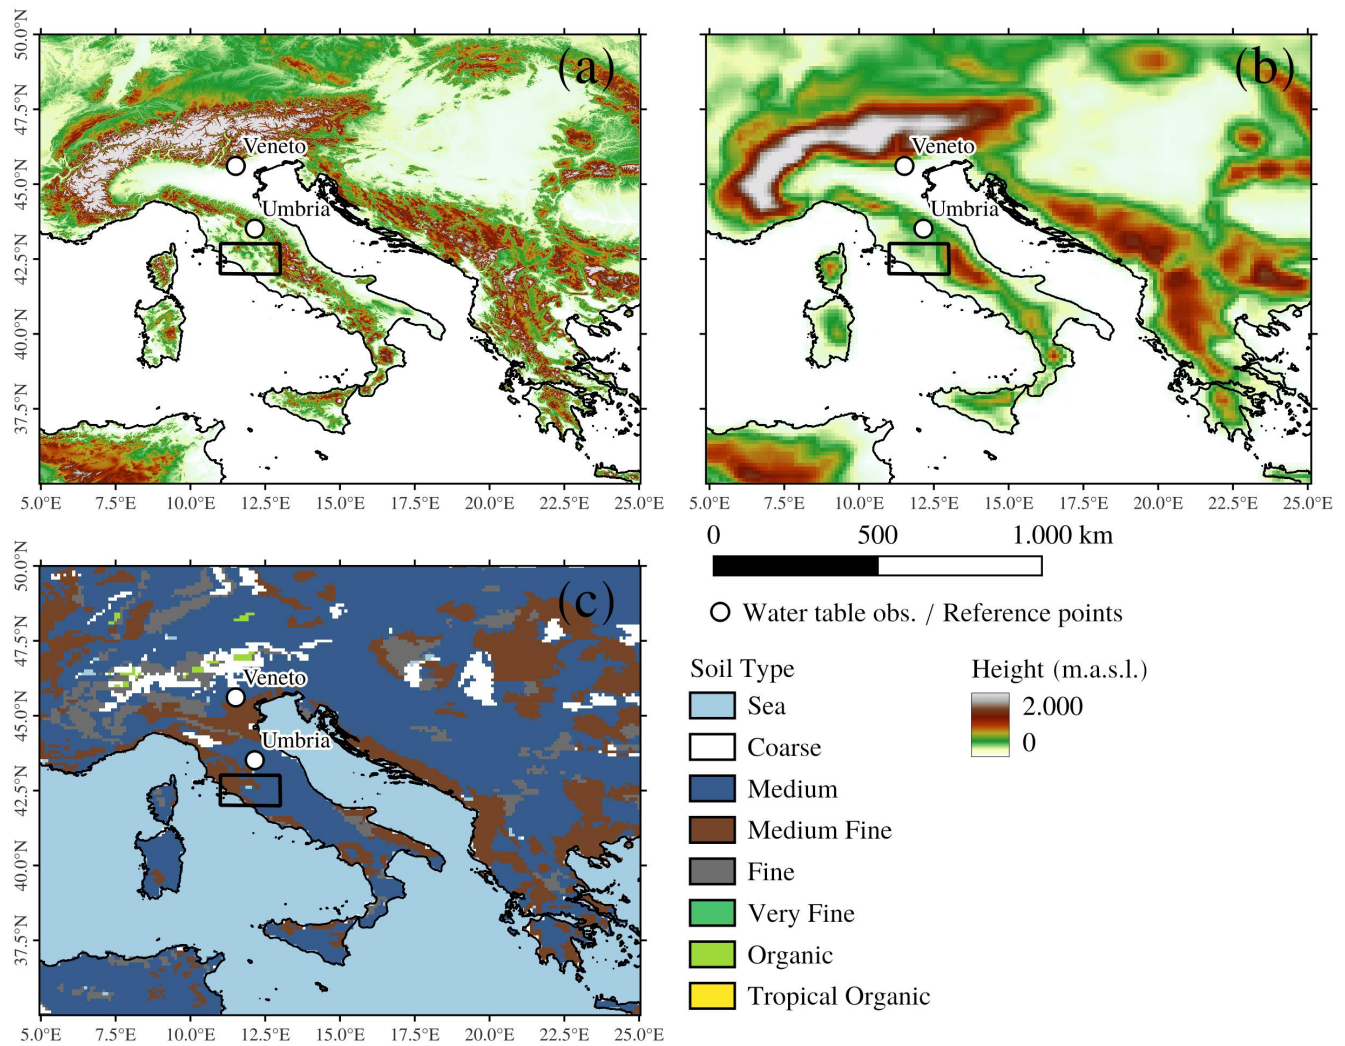 50.0°N
47.5°N
45.0°N
42.5°N
40.0°N
37.5°N
(a)
Veneto
Umbria
5.0°E 7.5°E 10.0°E 12.5°E 15.0°E 17.5°E 20.0°E 22.5°E 25.0°E
(b)
Veneto
Umbria
5.0°E 7.5°E 10.0°E 12.5°E 15.0°E 17.5°E 20.0°E 22.5°E 25.0°E
0 500 1.000 km
Water table obs. / Reference points
50.0°N
47.5°N
45.0°N
42.5°N
40.0°N
37.5°N
(c)
Veneto
Umbria
5.0°E 7.5°E 10.0°E 12.5°E 15.0°E 17.5°E 20.0°E 22.5°E 25.0°E
Soil Type
Sea
Coarse
Medium
Medium Fine
Fine
Very Fine
Organic
Tropical Organic
Height (m.a.s.l.)
2.000
0